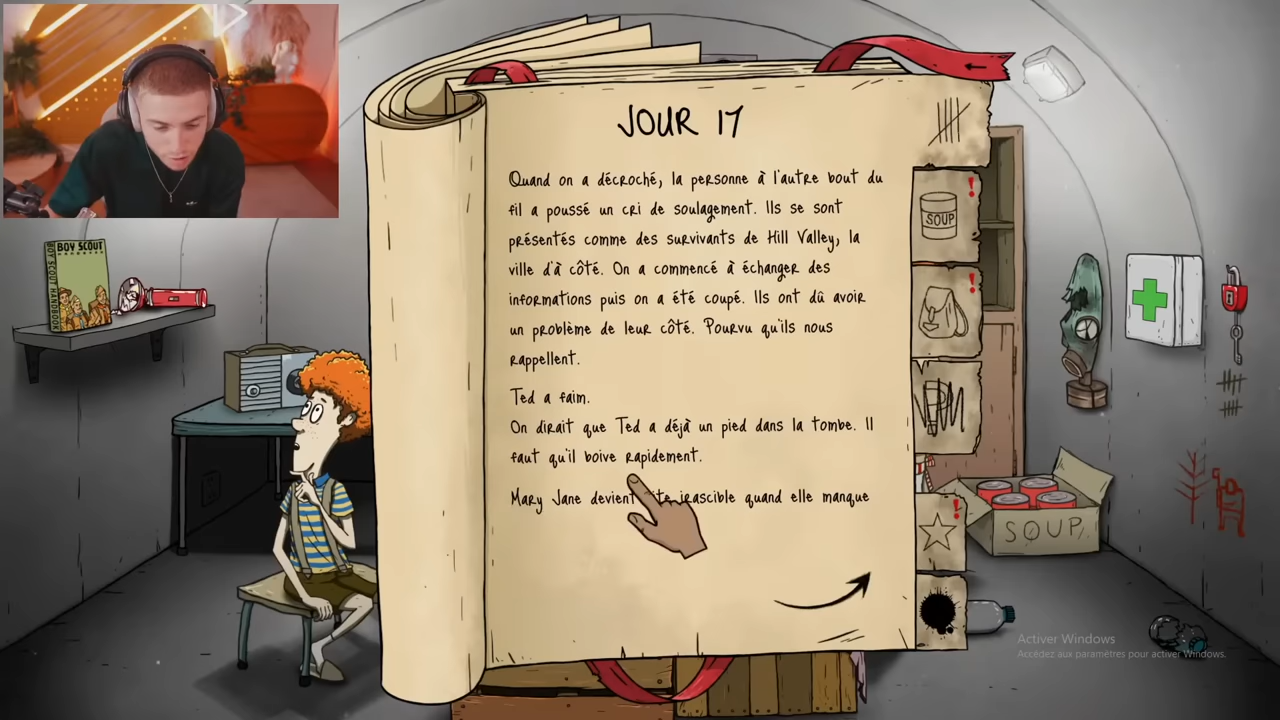 JOUR 17
Quand on a décroché, la personne à l'autre bout du
fil a poussé un cri de soulagement. Ils se sont
présentés comme des survivants de Hill Valley, la
ville d'à côté. On a commencé à échanger des
informations puis on a été coupé. Ils ont dû avoir
un problème de leur côté. Pourvu qu'ils nous
rappellent.
Ted a faim.
On dirait que Ted a déjà un pied dans la tombe. Il
faut qu'il boive rapidement.
Mary Jane devient irascible quand elle manque
SOUP
BOY SCOUT
BOY SCOUT HANDBOOK
SOUP
Activer Windows
Accédez aux paramètres pour activer Windows.